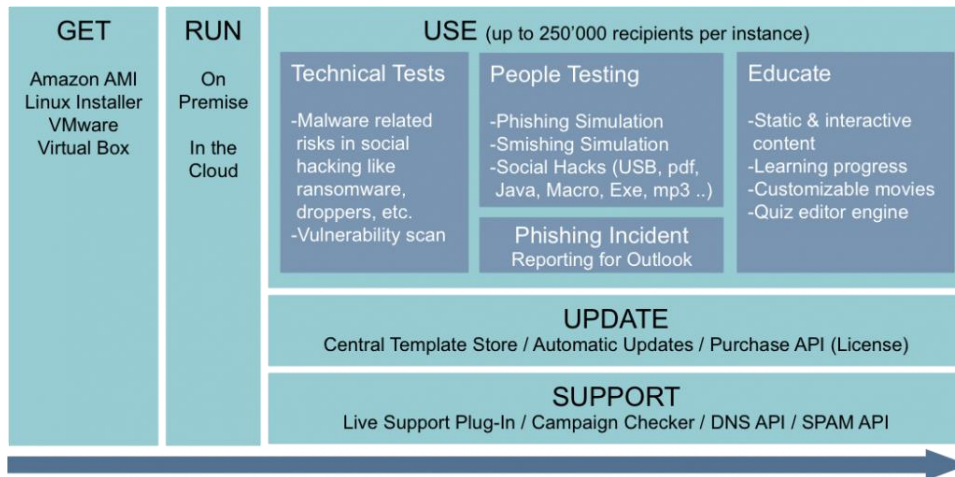 GET
Amazon AMI
Linux Installer
VMware
Virtual Box
RUN
On
Premise
In the
Cloud
USE (up to 250'000 recipients per instance)
Technical Tests
-Malware related
risks in social
hacking like
ransomware,
droppers, etc.
-Vulnerability scan
People Testing
-Phishing Simulation
-Smishing Simulation
-Social Hacks (USB, pdf,
Java, Macro, Exe, mp3 ..)
Phishing Incident
Reporting for Outlook
Educate
-Static & interactive
content
-Learning progress
-Customizable movies
-Quiz editor engine
UPDATE
Central Template Store / Automatic Updates / Purchase API (License)
SUPPORT
Live Support Plug-In / Campaign Checker / DNS API / SPAM API